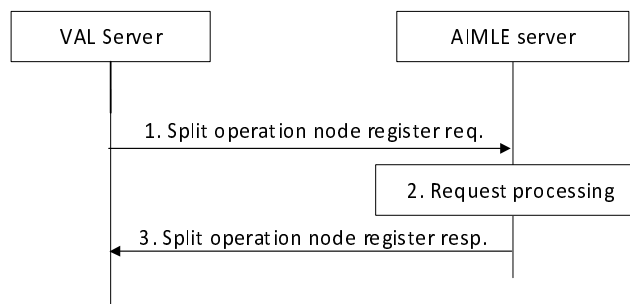 VAL Server
AIMLE server
1. Split operation node register req.
2. Request processing
3. Split operation node register resp.